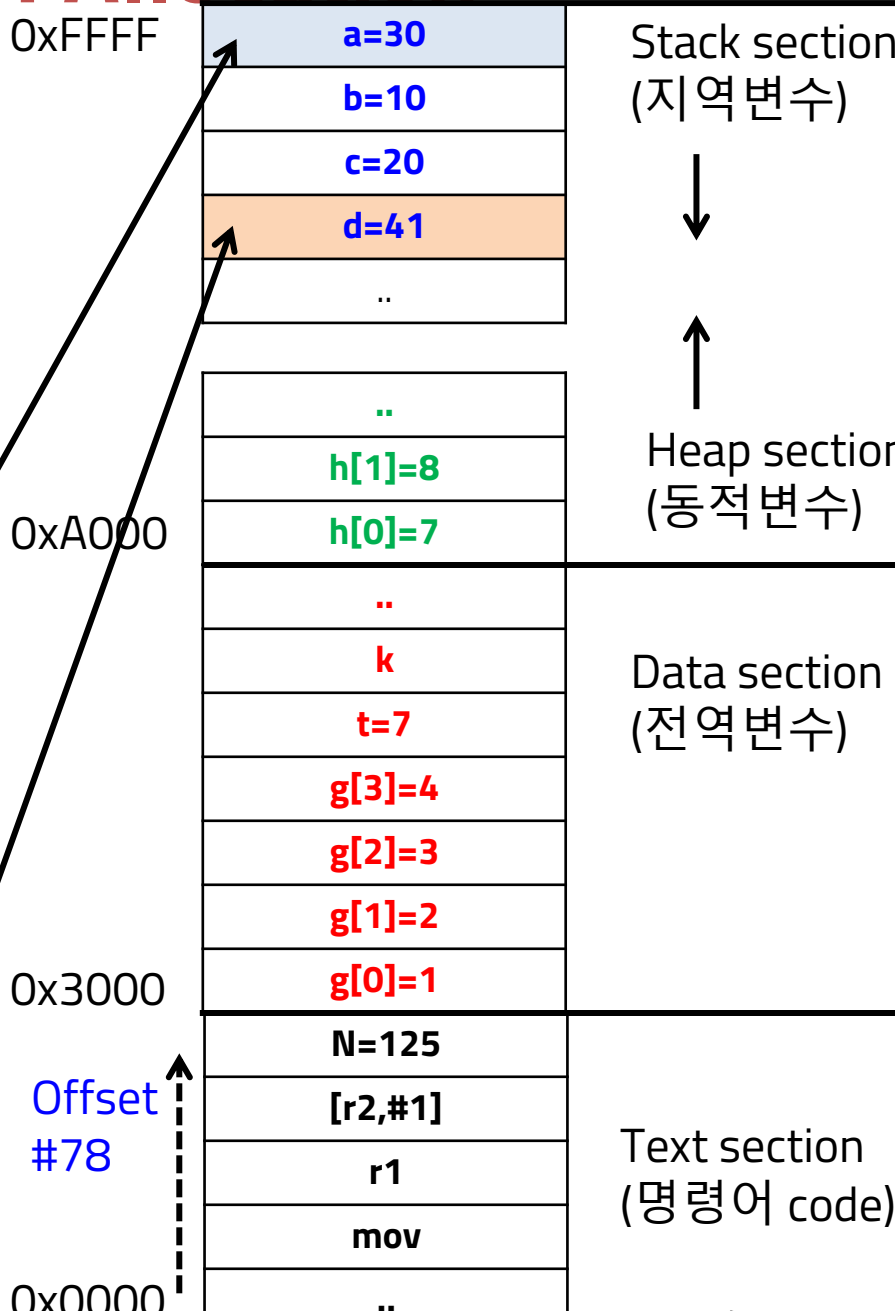 0xFFFF
a=30
Stack section
(지역변수)
b=10
c=20
d=41
..
..
h[1]=8
Heap section
(동적변수)
0xA000
h[0]=7
..
k
Data section
(전역변수)
t=7
g[3]=4
g[2]=3
g[1]=2
0x3000
g[0]=1
N=125
Offset
#78
[r2,#1]
r1
Text section
(명령어 code)
mov
0x0000
..